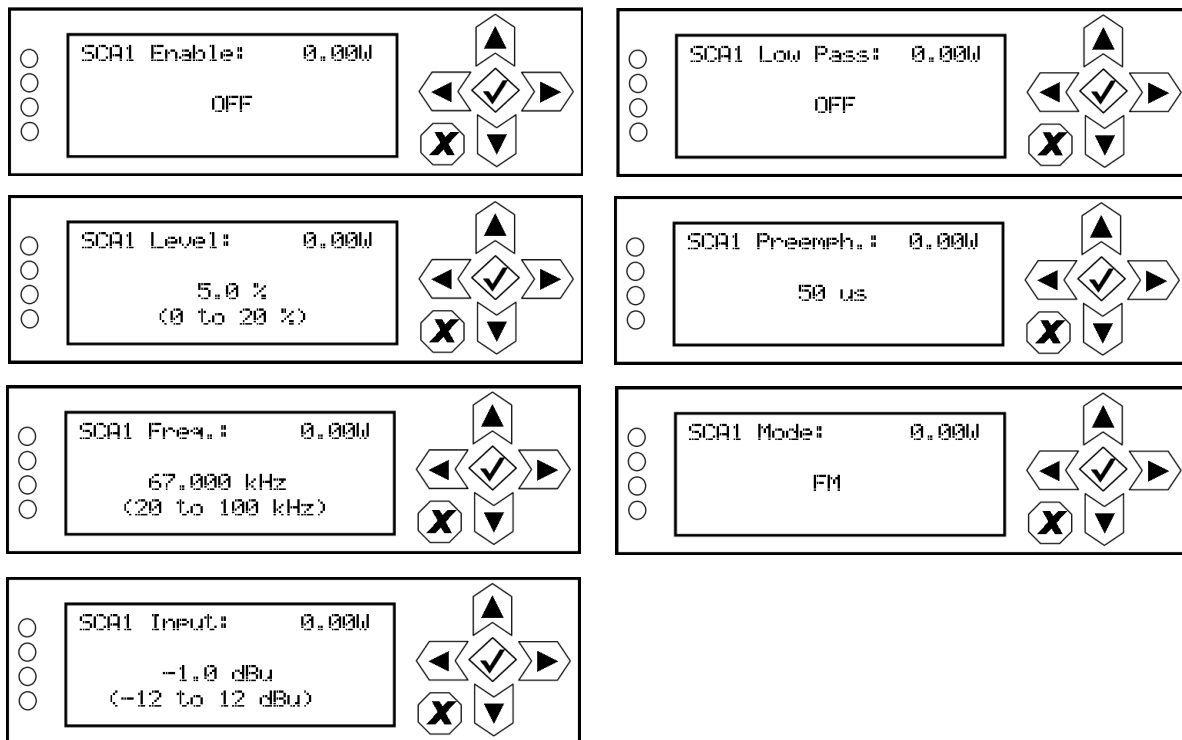 SCA1 Enable: 0.00W
OFF
SCA1 Level: 0.00W
5.0 %
(0 to 20 %)
SCA1 Freq.: 0.00W
67.000 kHz
(20 to 100 kHz)
SCA1 Input: 0.00W
-1.0 dBu
(-12 to 12 dBu)
SCA1 Low Pass: 0.00W
OFF
SCA1 Preemph.: 0.00W
50 us
SCA1 Mode: 0.00W
FM